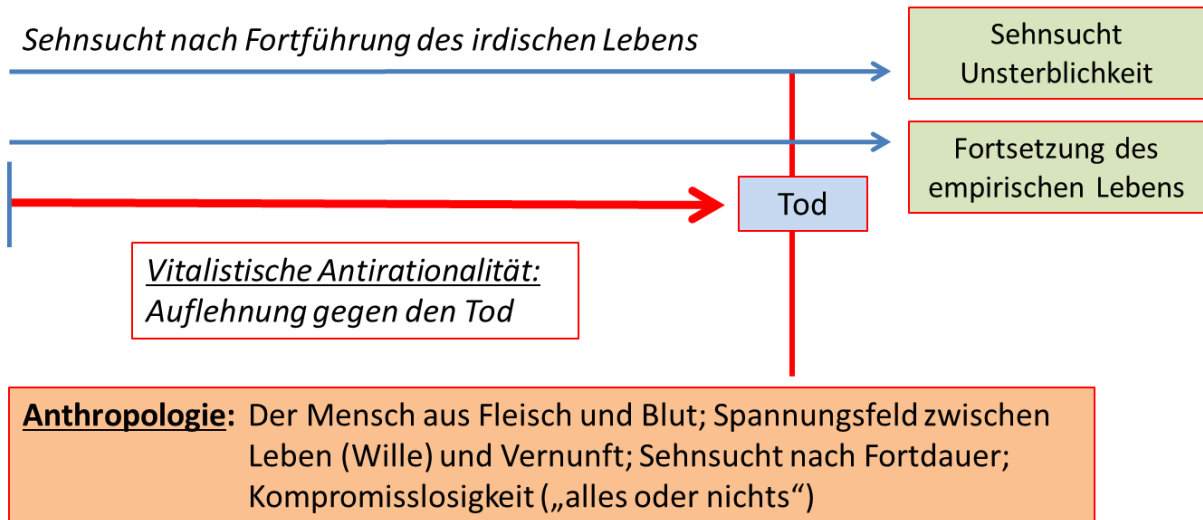 Sehnsucht nach Fortführung des irdischen Lebens
Sehnsucht
Unsterblichkeit
Fortsetzung des
empirischen Lebens
Tod
Vitalistische Antirationalität:
Auflehnung gegen den Tod
Anthropologie: Der Mensch aus Fleisch und Blut; Spannungsfeld zwischen
Leben (Wille) und Vernunft; Sehnsucht nach Fortdauer;
Kompromisslosigkeit („alles oder nichts“)